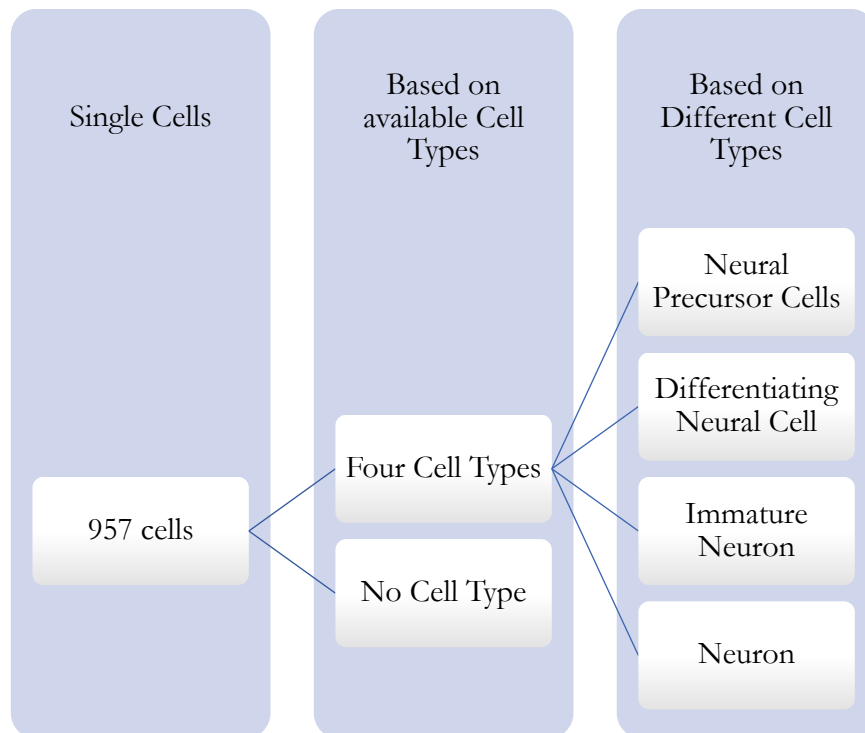 Single Cells
Based on
available Cell
Types
Based on
Different Cell
Types
957 cells
Four Cell Types
No Cell Type
Neural
Precursor Cells
Differentiating
Neural Cell
Immature
Neuron
Neuron